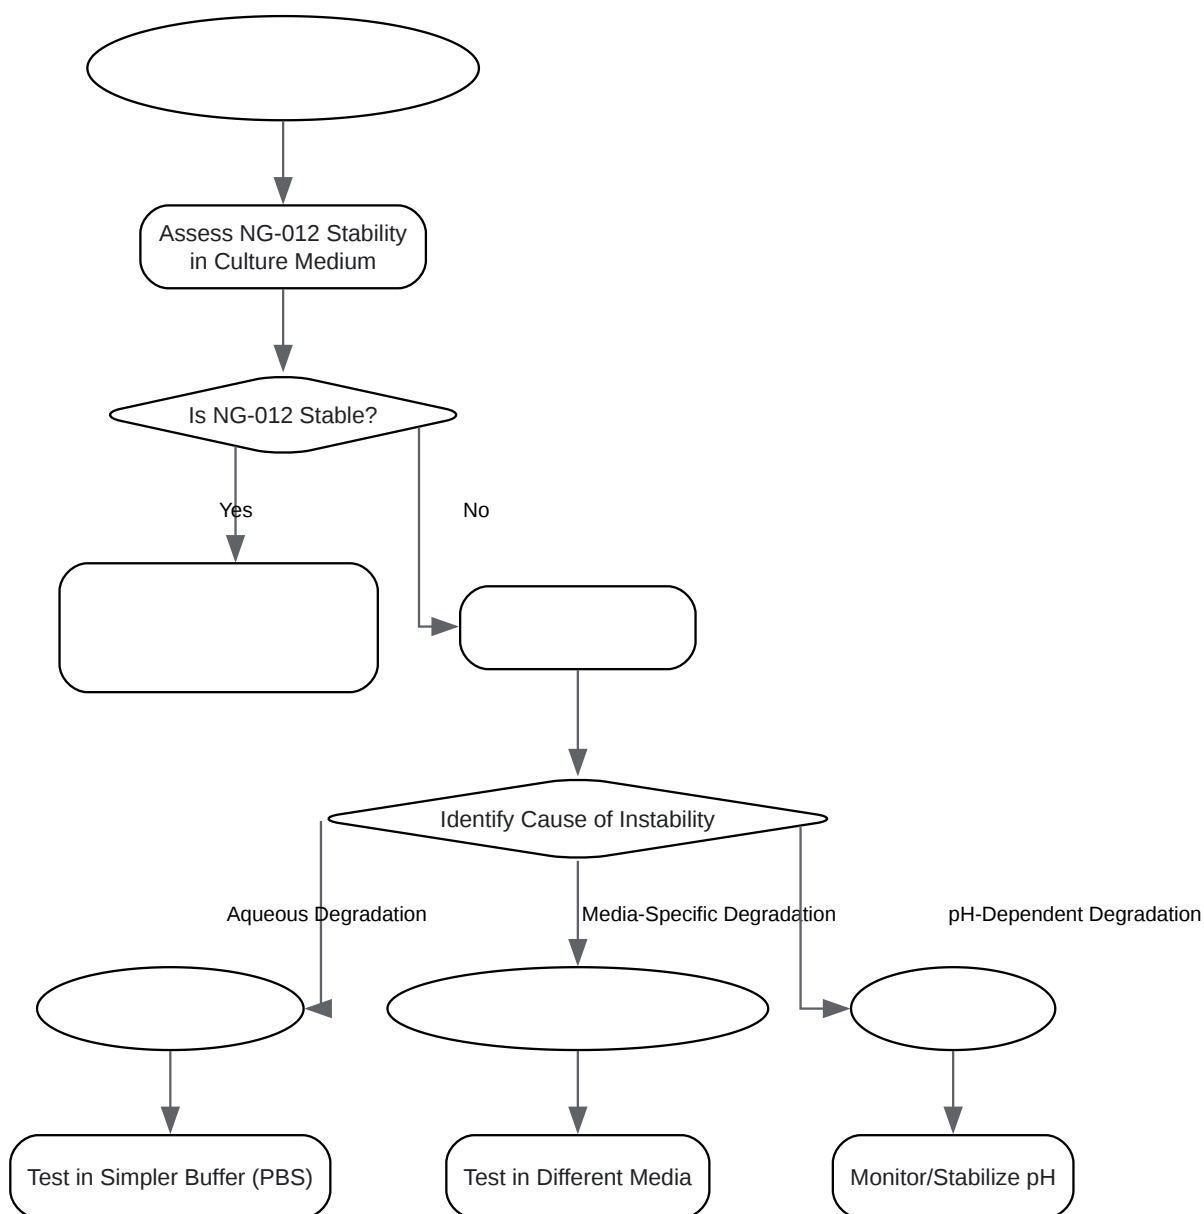 Assess NG-012 Stability
in Culture Medium
Is NG-012 Stable?
Yes
No
Identify Cause of Instability
Aqueous Degradation
Media-Specific Degradation
pH-Dependent Degradation
Test in Simpler Buffer (PBS)
Test in Different Media
Monitor/Stabilize pH